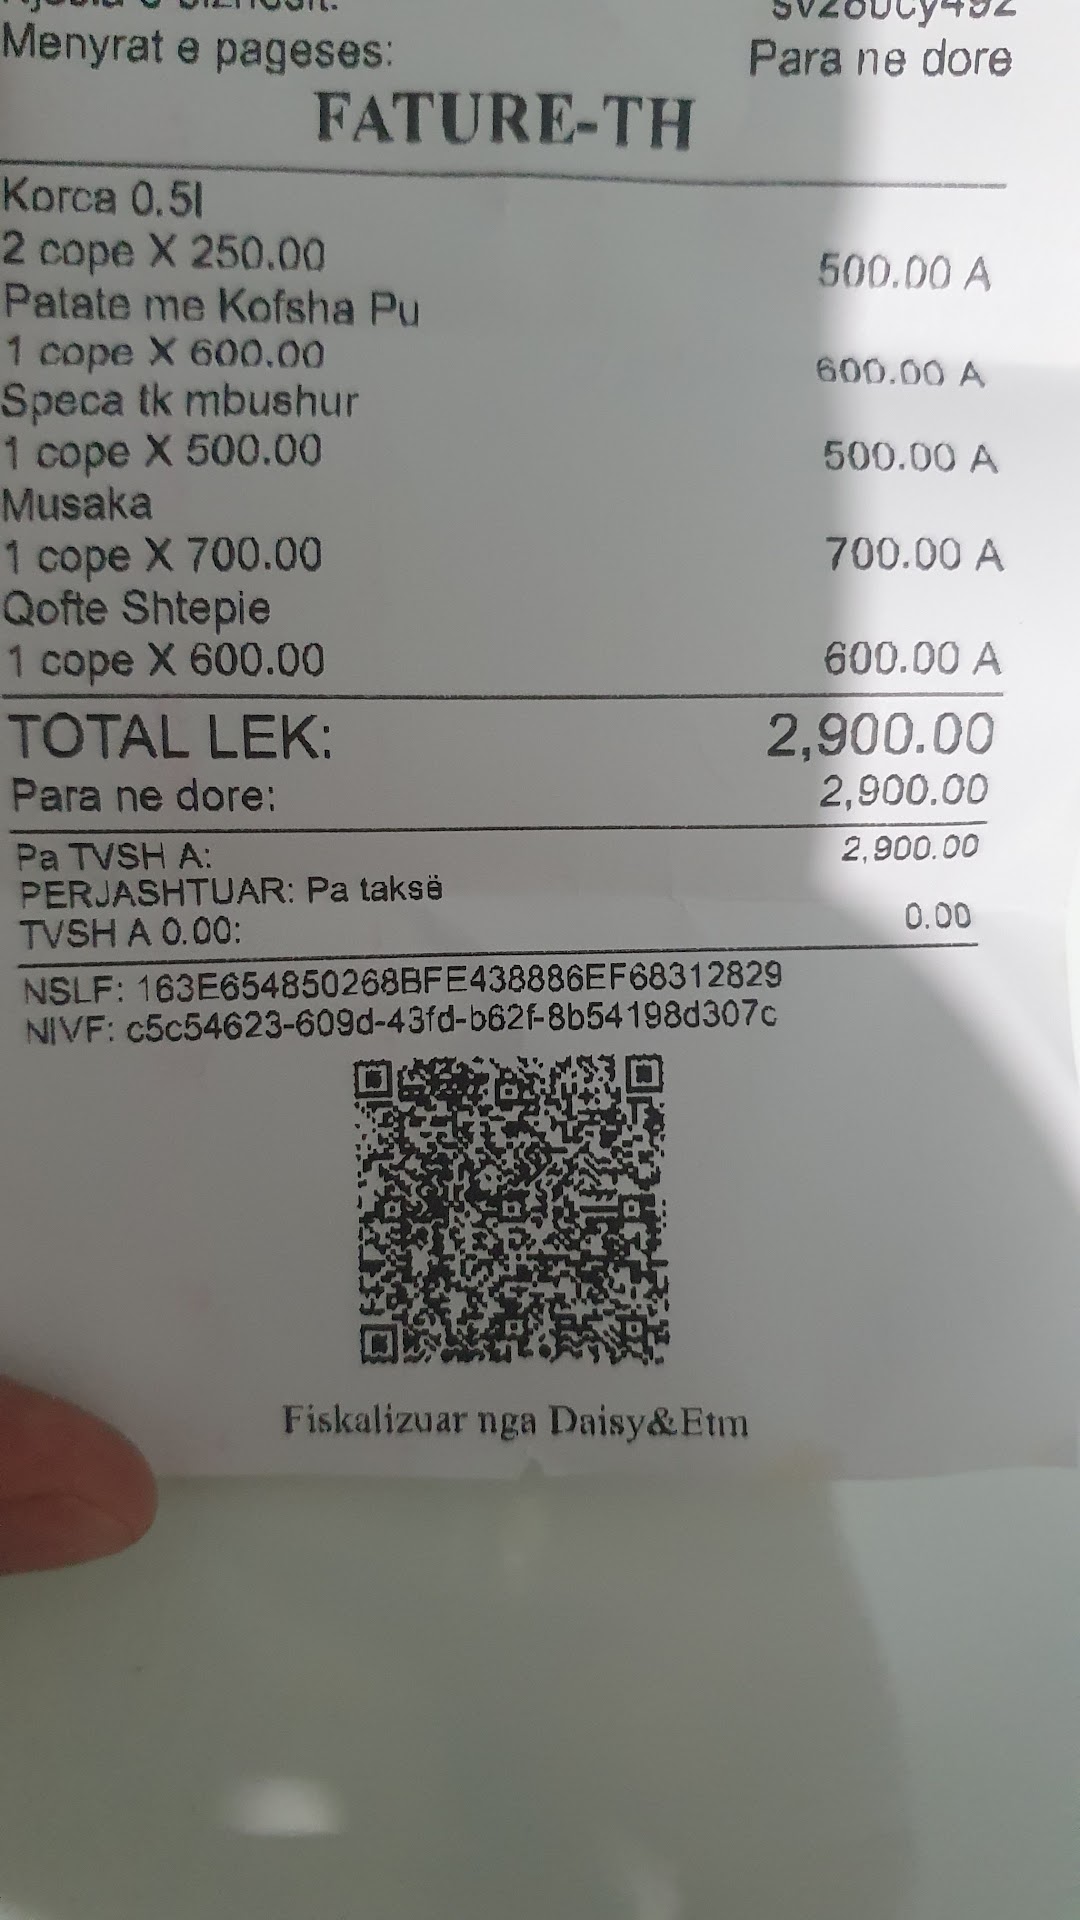 Menyrat e pageses: Para ne dore
FATURE-TH
Korca 0.5l
2 cope X 250.00 500.00 A
Patate me Kofsha Pu
1 cope X 600.00 600.00 A
Speca tk mbushur
1 cope X 500.00 500.00 A
Musaka
1 cope X 700.00 700.00 A
Qofte Shtepie
1 cope X 600.00 600.00 A
TOTAL LEK: 2,900.00
Para ne dore: 2,900.00
Pa TVSH A: 2,900.00
PERJASHTUAR: Pa taksë
TVSH A 0.00: 0.00
NSLF: 163E654850268BFE438886EF68312829
NIVF: c5c54623-609d-43fd-b62f-8b54198d307c
Fiskalizuar nga Daisy&Etm